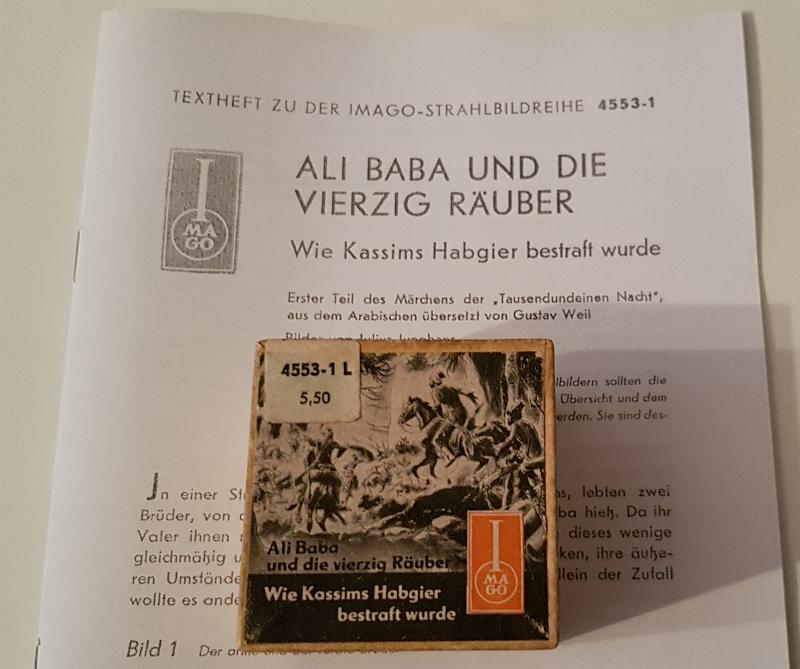 TEXTHEFT ZU DER IMAGO-STRAHLBILDREIHE 4553-1
I
MA
GO
ALI BABA UND DIE
VIERZIG RÄUBER
Wie Kassims Habgier bestraft wurde
Erster Teil des Märchens der „Tausendundeinen Nacht",
aus dem Arabischen übersetzt von Gustav Weil
lbildern sollten die
Übersicht und dem
erden. Sie sind des-
4553-1 L
5,50
Ali Baba
und die vierzig Räuber
Wie Kassims Habgier
bestraft wurde
I
MA
GO
In einer
ns, lebten zwei
Brüder, von
ba hieß. Da ihr
Vater ihnen
dieses wenige
gleichmäßig
ken, ihre äuße-
ren Umstände
llein der Zufall
wollte es
Bild 1 Der